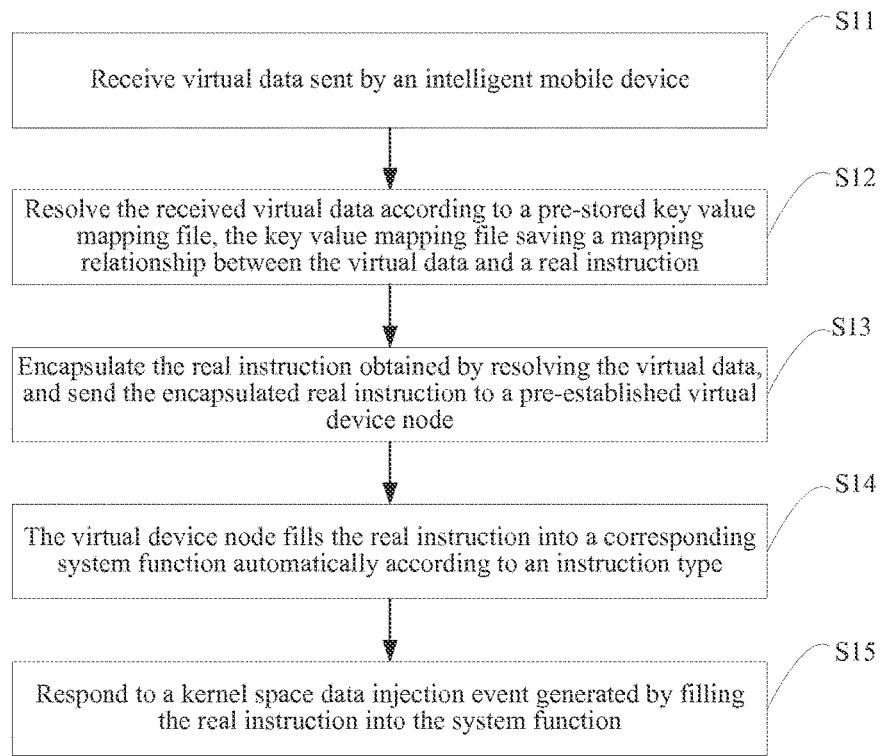 S11
Receive virtual data sent by an intelligent mobile device
S12
Resolve the received virtual data according to a pre-stored key value
mapping file, the key value mapping file saving a mapping
relationship between the virtual data and a real instruction
S13
Encapsulate the real instruction obtained by resolving the virtual data,
and send the encapsulated real instruction to a pre-established virtual
device node
S14
The virtual device node fills the real instruction into a corresponding
system function automatically according to an instruction type
S15
Respond to a kernel space data injection event generated by filling
the real instruction into the system function